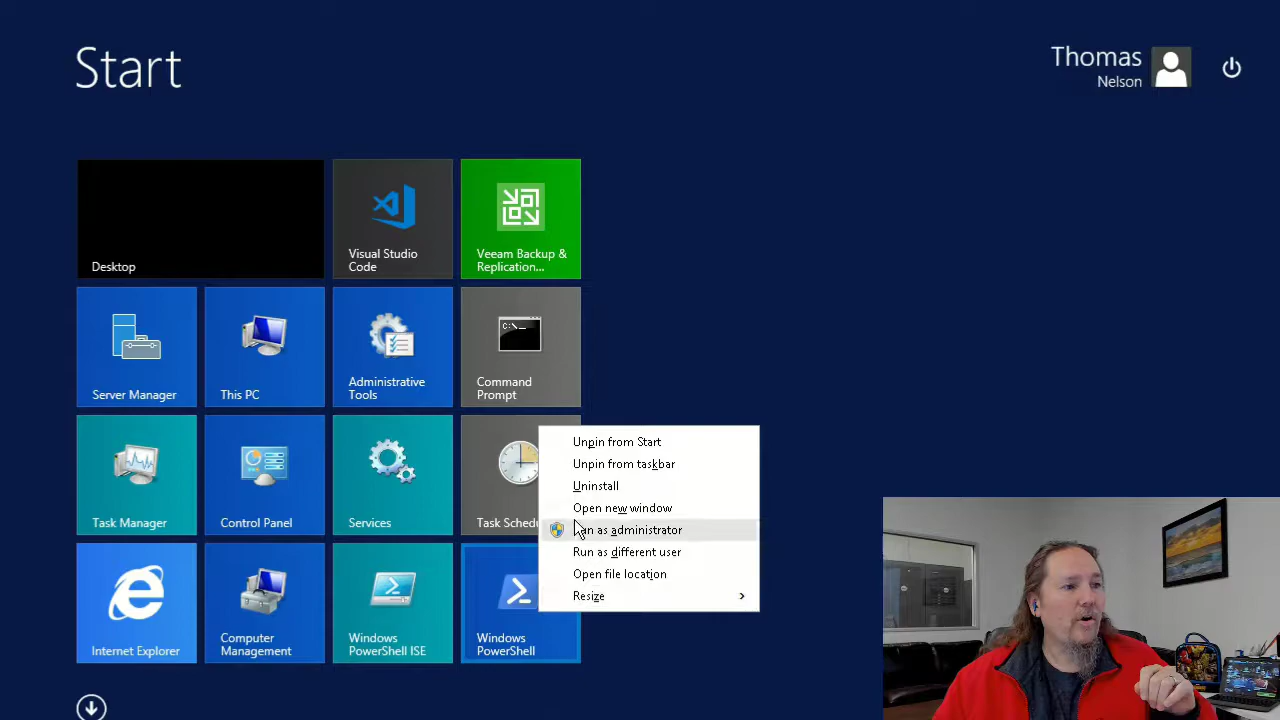 Start
Thomas
Nelson
Desktop
Visual Studio
Code
Veeam Backup &
Replication...
Server Manager
This PC
Administrative
Tools
C:\_
Command
Prompt
Task Manager
Control Panel
Services
Task Schedu
Internet Explorer
Computer
Management
Windows
PowerShell ISE
Windows
PowerShell
Unpin from Start
Unpin from taskbar
Uninstall
Open new window
as administrator
Run as different user
Open file location
Resize